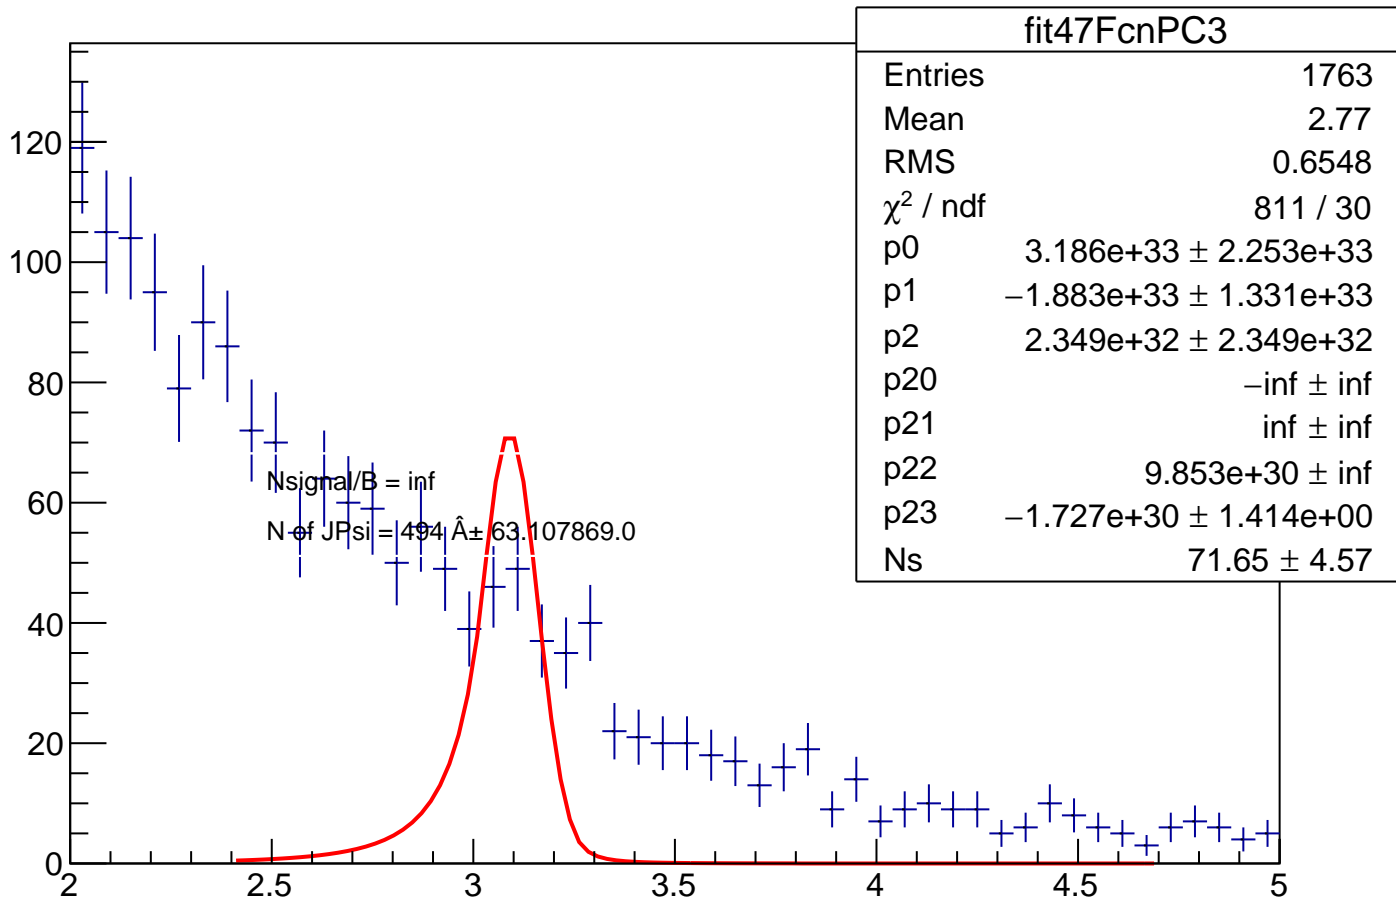 fit47FcnPC3
Entries 1763
Mean 2.77
RMS 0.6548
χ² / ndf 811 / 30
p0 3.186e+33 ± 2.253e+33
p1 −1.883e+33 ± 1.331e+33
p2 2.349e+32 ± 2.349e+32
p20 −inf ± inf
p21 inf ± inf
p22 9.853e+30 ± inf
p23 −1.727e+30 ± 1.414e+00
Ns 71.65 ± 4.57
120
100
80
60
40
20
0
Nsignal/B = inf
N of JPsi = 494 Â± 63.107869.0
2 2.5 3 3.5 4 4.5 5